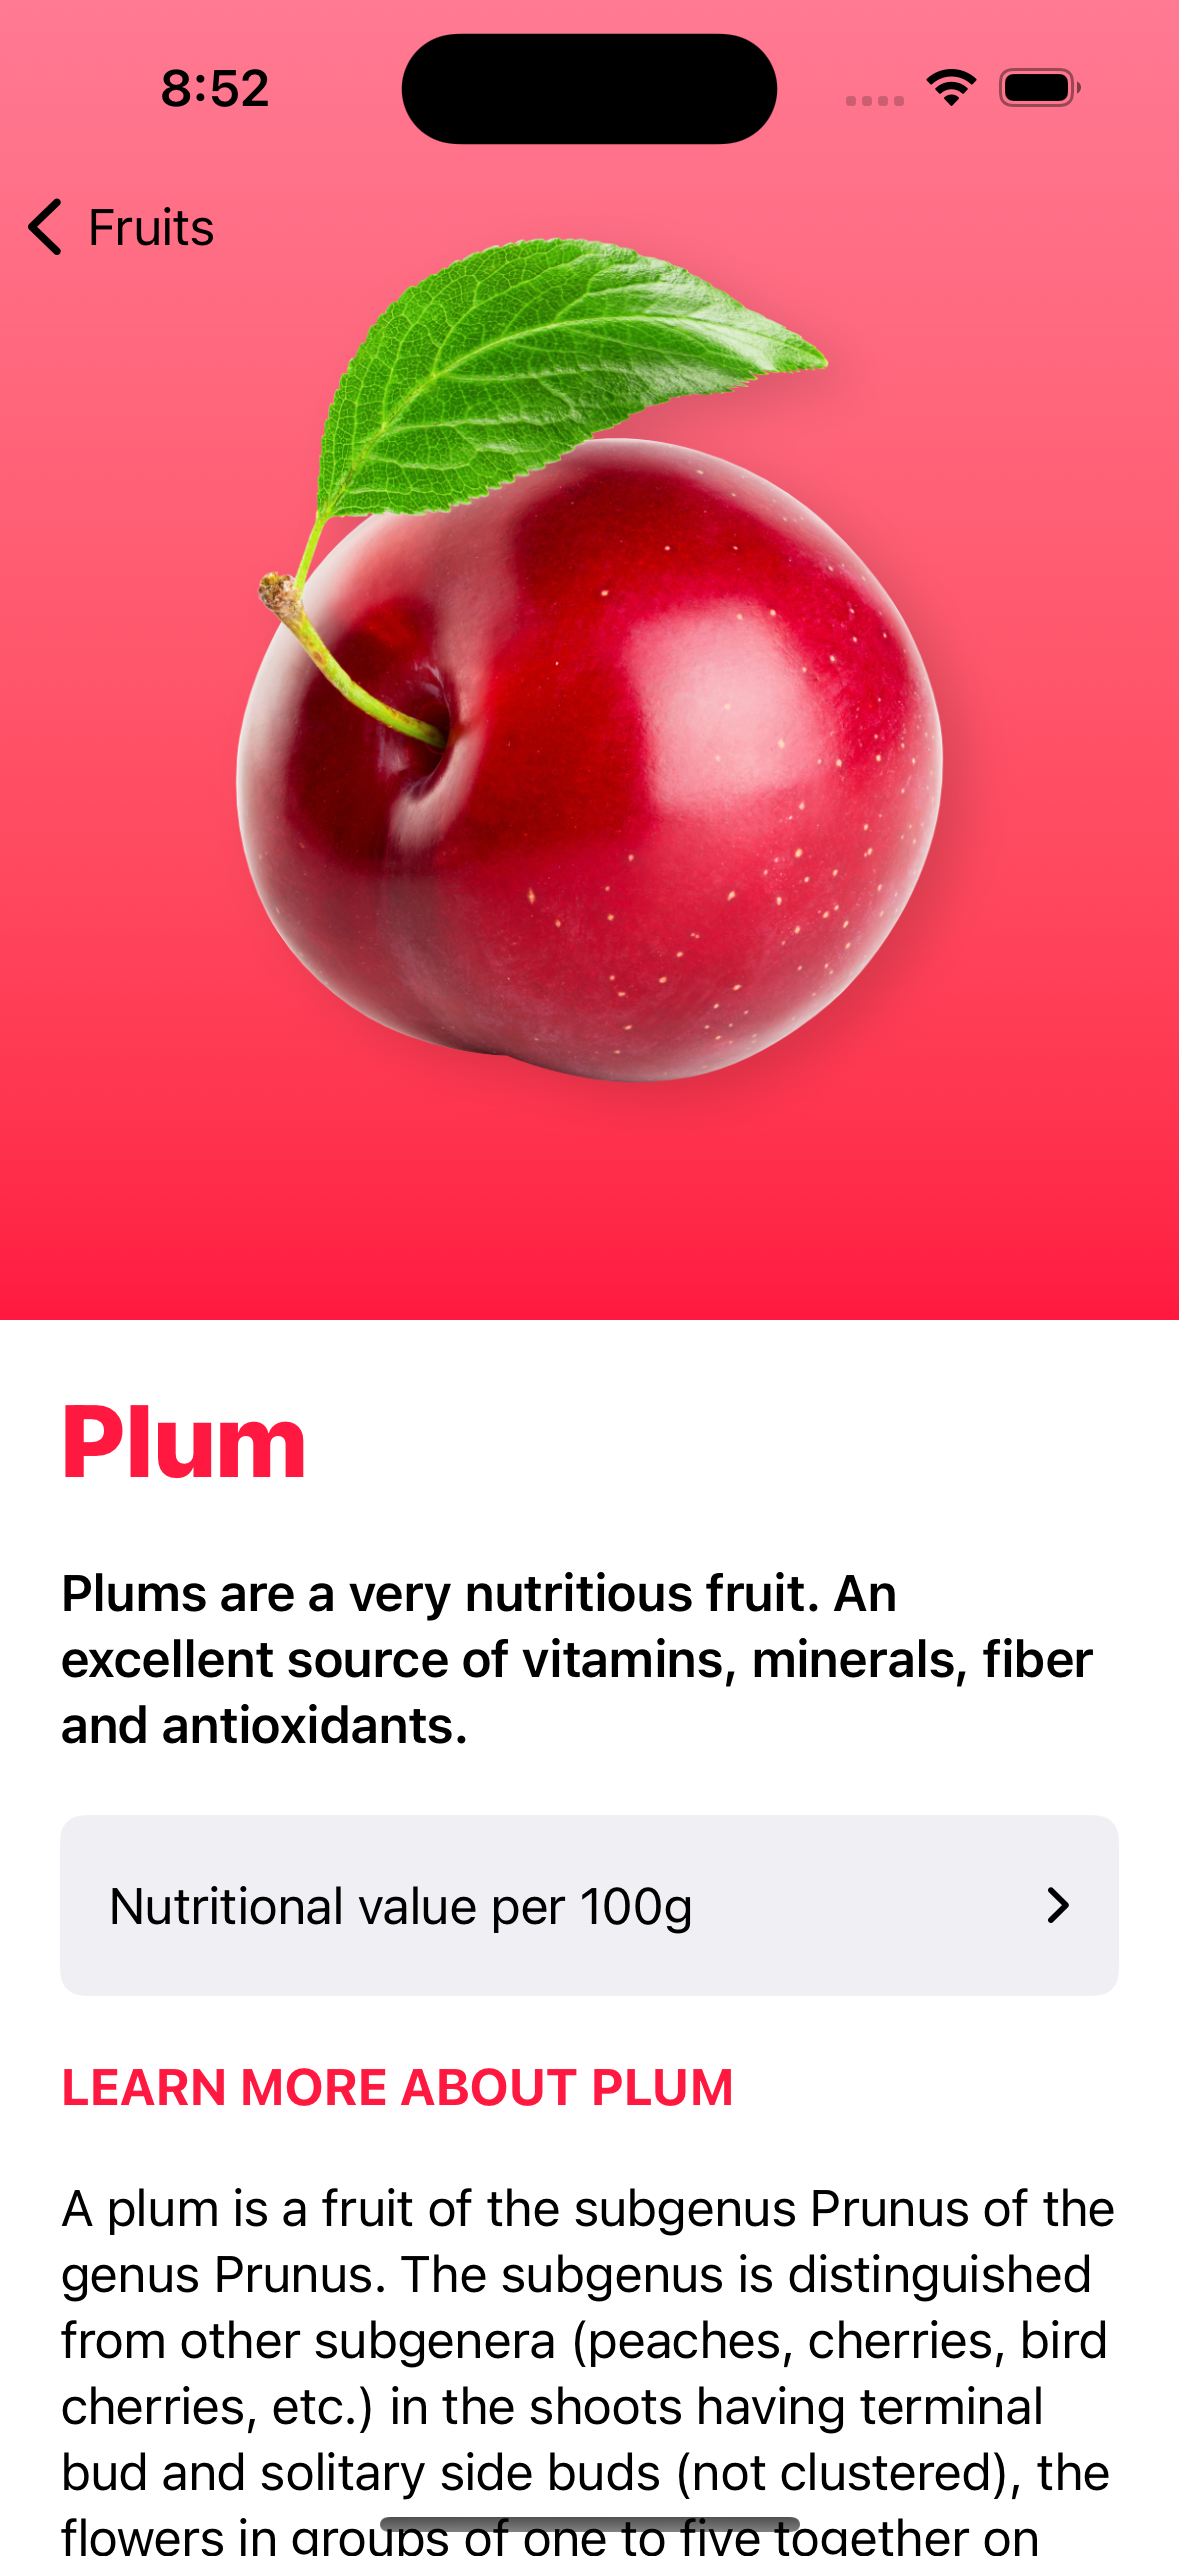 8:52
Fruits
Plum
Plums are a very nutritious fruit. An
excellent source of vitamins, minerals, fiber
and antioxidants.
Nutritional value per 100g
LEARN MORE ABOUT PLUM
A plum is a fruit of the subgenus Prunus of the
genus Prunus. The subgenus is distinguished
from other subgenera (peaches, cherries, bird
cherries, etc.) in the shoots having terminal
bud and solitary side buds (not clustered), the
flowers in groups of one to five together on